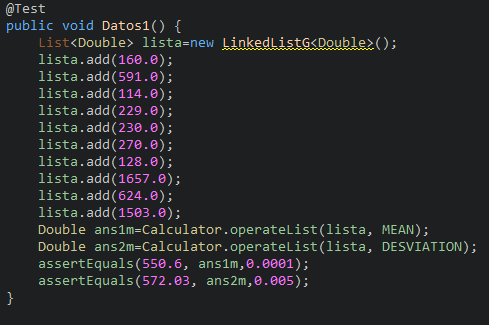 @Test
public void Datos1() {
    List<Double> lista=new LinkedListG<Double>();
    lista.add(160.0);
    lista.add(591.0);
    lista.add(114.0);
    lista.add(229.0);
    lista.add(230.0);
    lista.add(270.0);
    lista.add(128.0);
    lista.add(1657.0);
    lista.add(624.0);
    lista.add(1503.0);
    Double ans1m=Calculator.operateList(lista, MEAN);
    Double ans2m=Calculator.operateList(lista, DESVIATION);
    assertEquals(550.6, ans1m,0.0001);
    assertEquals(572.03, ans2m,0.005);
}